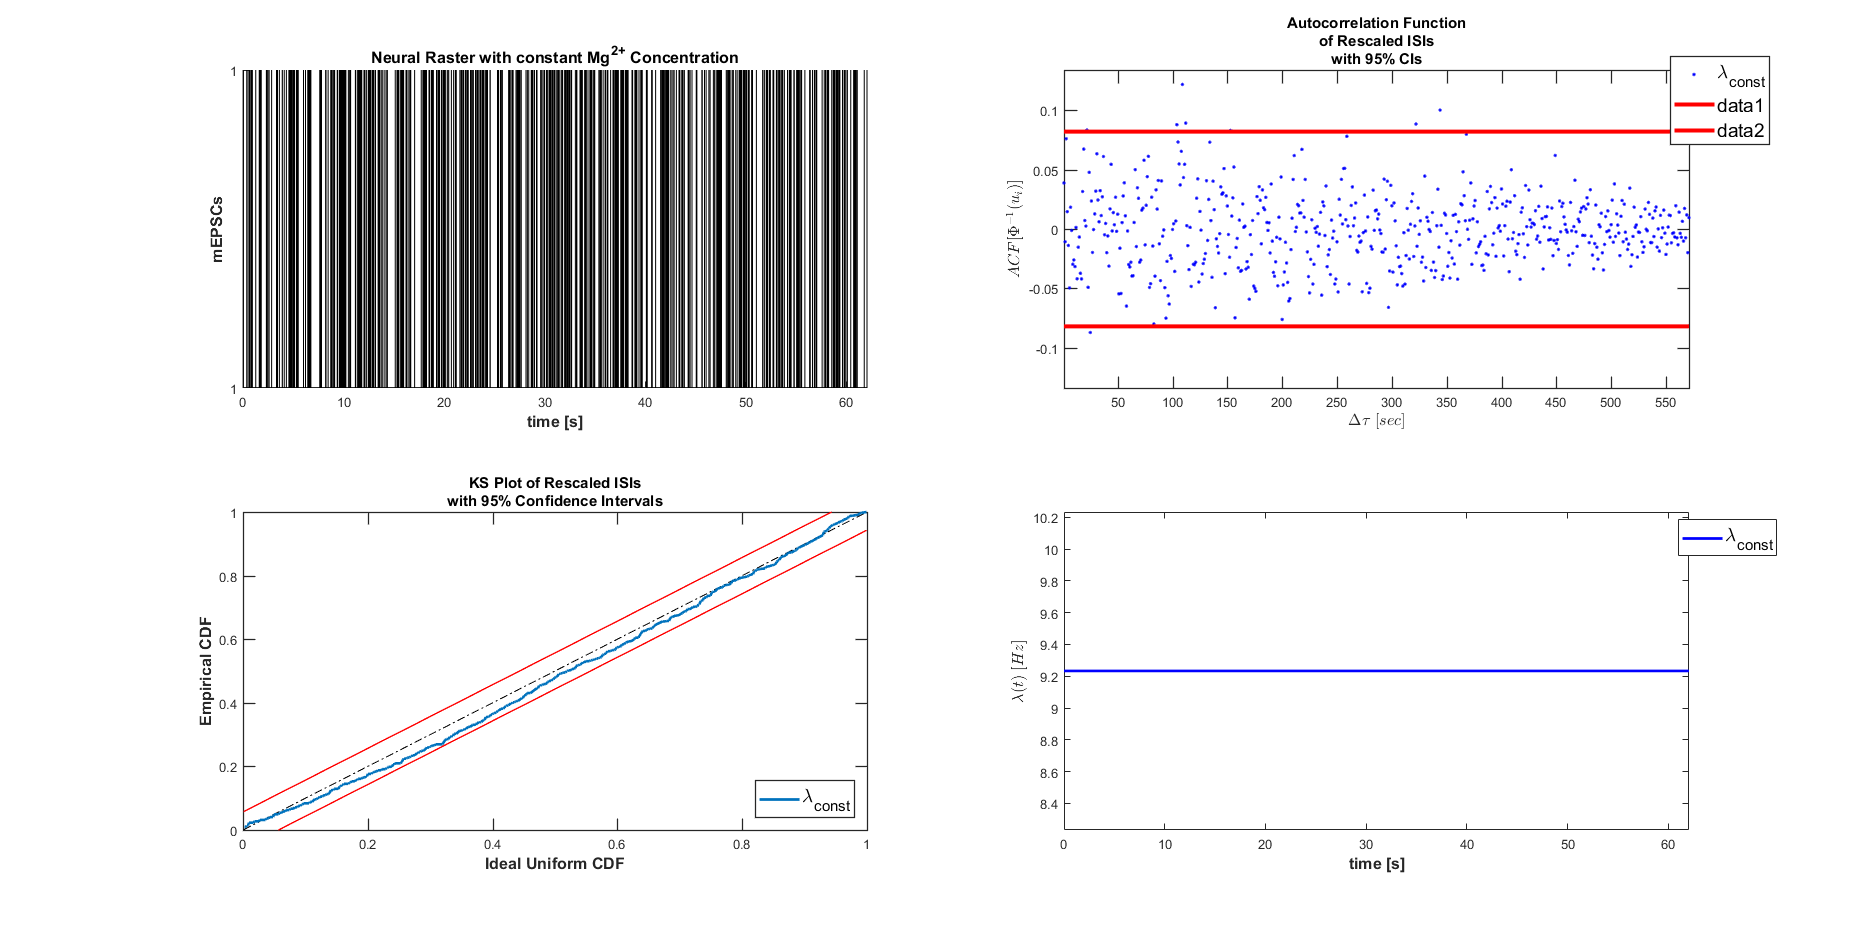 Neural Raster with constant Mg2+ Concentration
1
1
mEPSCs
0 10 20 30 40 50 60
time [s]
Autocorrelation Function
of Rescaled ISIs
with 95% CIs
λconst
data1
data2
0.1
0.05
0
-0.05
-0.1
ACF[Φ−1(ui)]
50 100 150 200 250 300 350 400 450 500 550
Δτ [sec]
KS Plot of Rescaled ISIs
with 95% Confidence Intervals
1
0.8
0.6
0.4
0.2
0
Empirical CDF
λconst
0 0.2 0.4 0.6 0.8 1
Ideal Uniform CDF
λconst
10.2
10
9.8
9.6
9.4
9.2
9
8.8
8.6
8.4
λ(t) [Hz]
0 10 20 30 40 50 60
time [s]